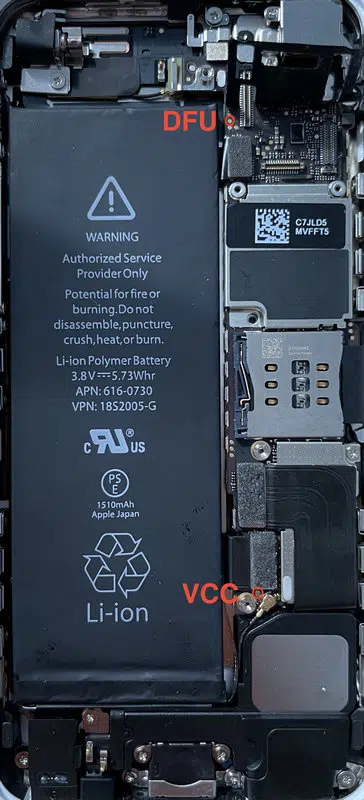 DFU
C7JLD5
MVFFT5
WARNING
Authorized Service
Provider Only
Potential for fire or
burning. Do not
disassemble, puncture,
crush, heat, or burn.
Li-ion Polymer Battery
3.8V⎓5.73Whr
APN: 616-0730
VPN: 18S2005-G
c RU® US
PS
E
1510mAh
Apple Japan
VCC
Li-ion